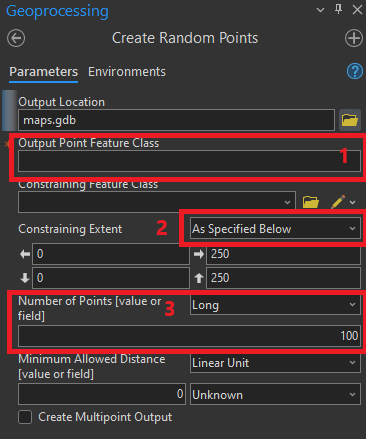 Geoprocessing
Create Random Points
Parameters Environments
Output Location
maps.gdb
Output Point Feature Class
1
Constraining Feature Class
Constraining Extent 2 As Specified Below
0 250
0 250
Number of Points [value or field] 3 Long
100
Minimum Allowed Distance [value or field] Linear Unit
0 Unknown
Create Multipoint Output